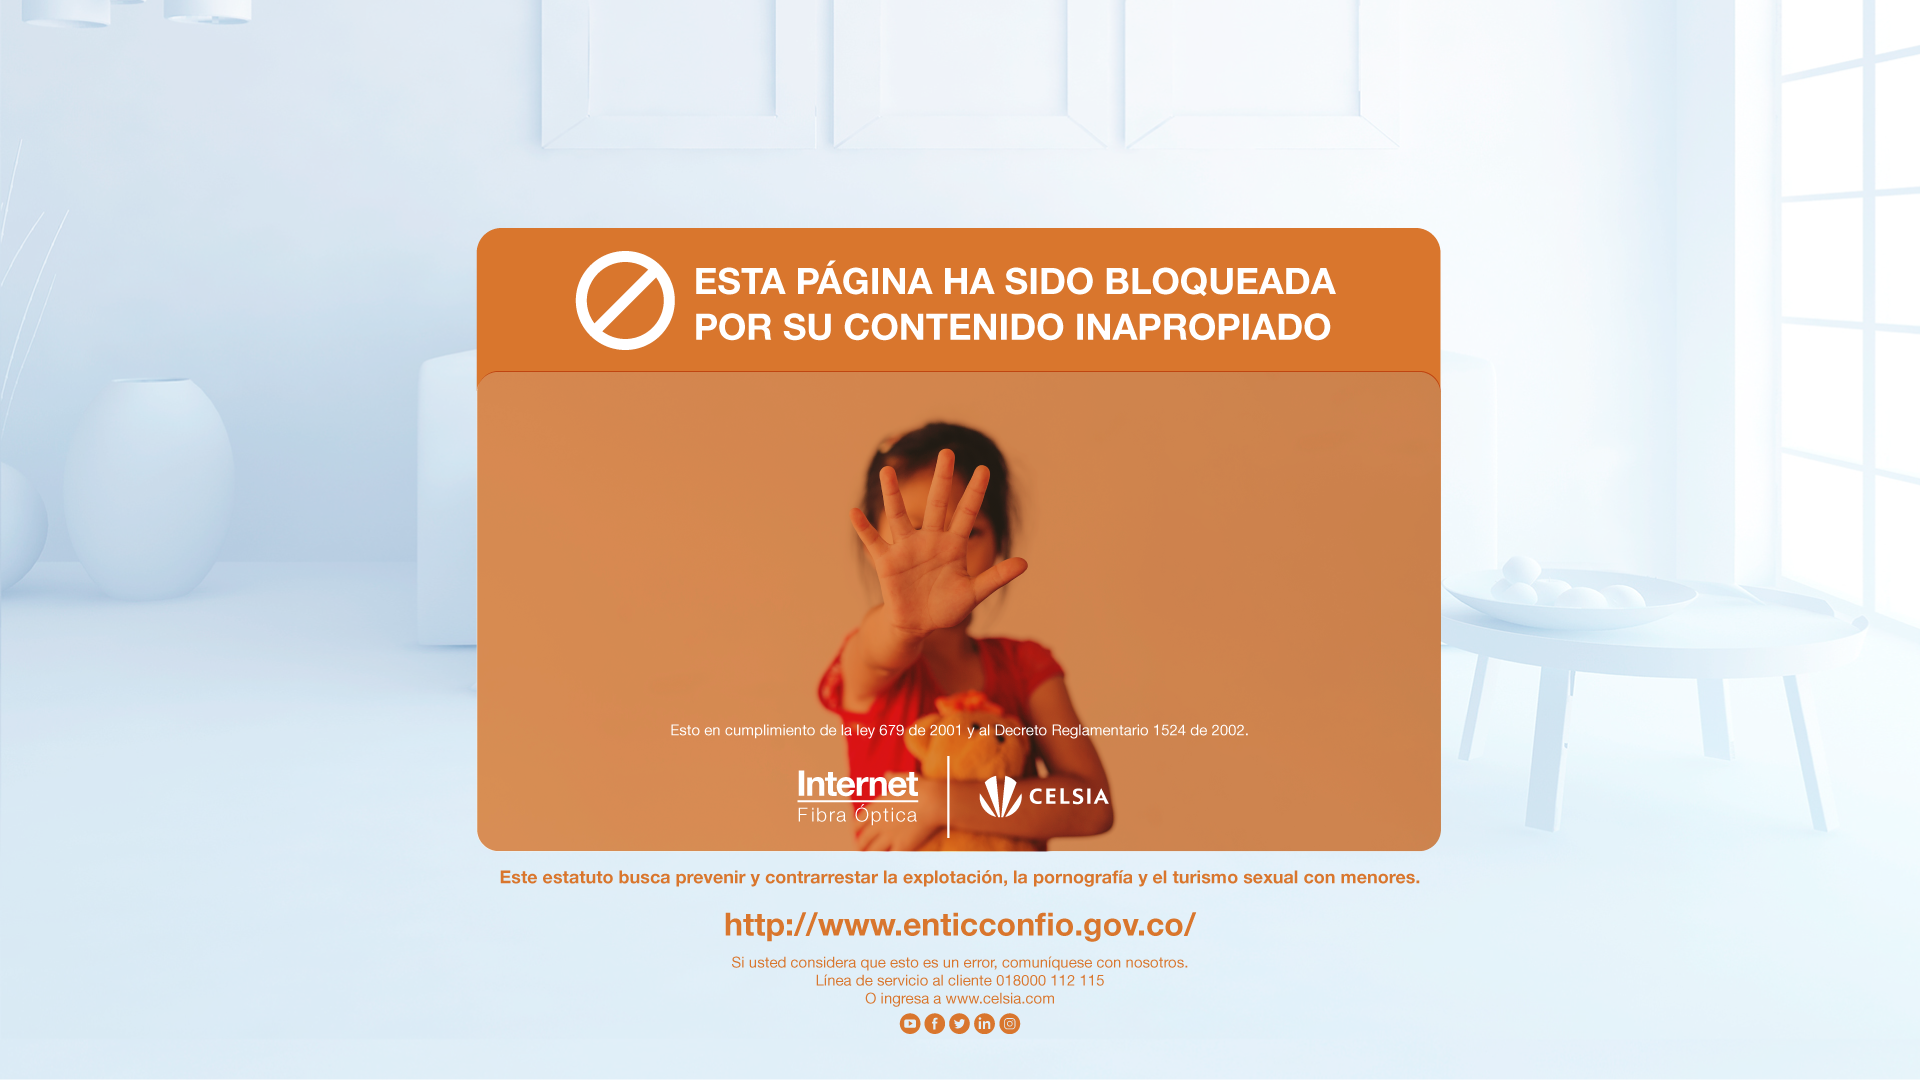 ESTA PÁGINA HA SIDO BLOQUEADA
POR SU CONTENIDO INAPROPIADO
Esto en cumplimiento de la ley 679 de 2001 y al Decreto Reglamentario 1524 de 2002.
Internet
Fibra Óptica
CELSIA
Este estatuto busca prevenir y contrarrestar la explotación, la pornografía y el turismo sexual con menores.
http://www.enticconfio.gov.co/
Si usted considera que esto es un error, comuníquese con nosotros.
Línea de servicio al cliente 018000 112 115
O ingresa a www.celsia.com